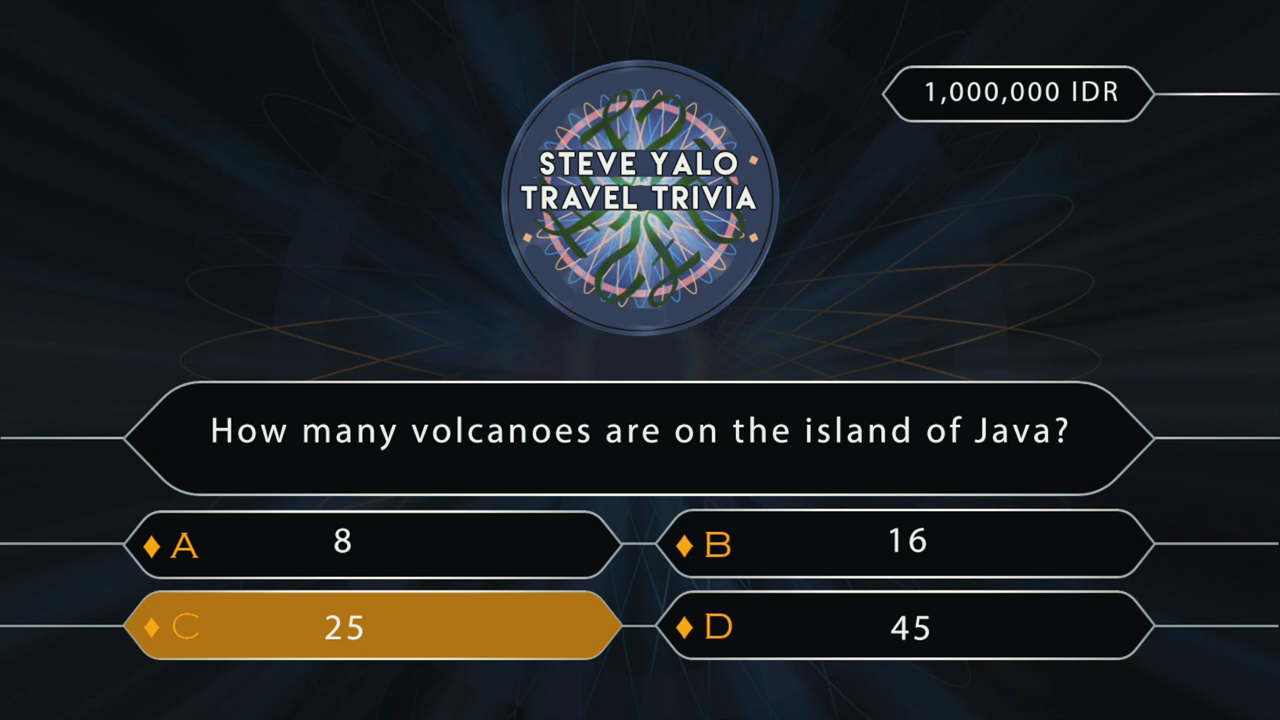 1,000,000 IDR
STEVE YALO
TRAVEL TRIVIA
How many volcanoes are on the island of Java?
A 8
B 16
C 25
D 45